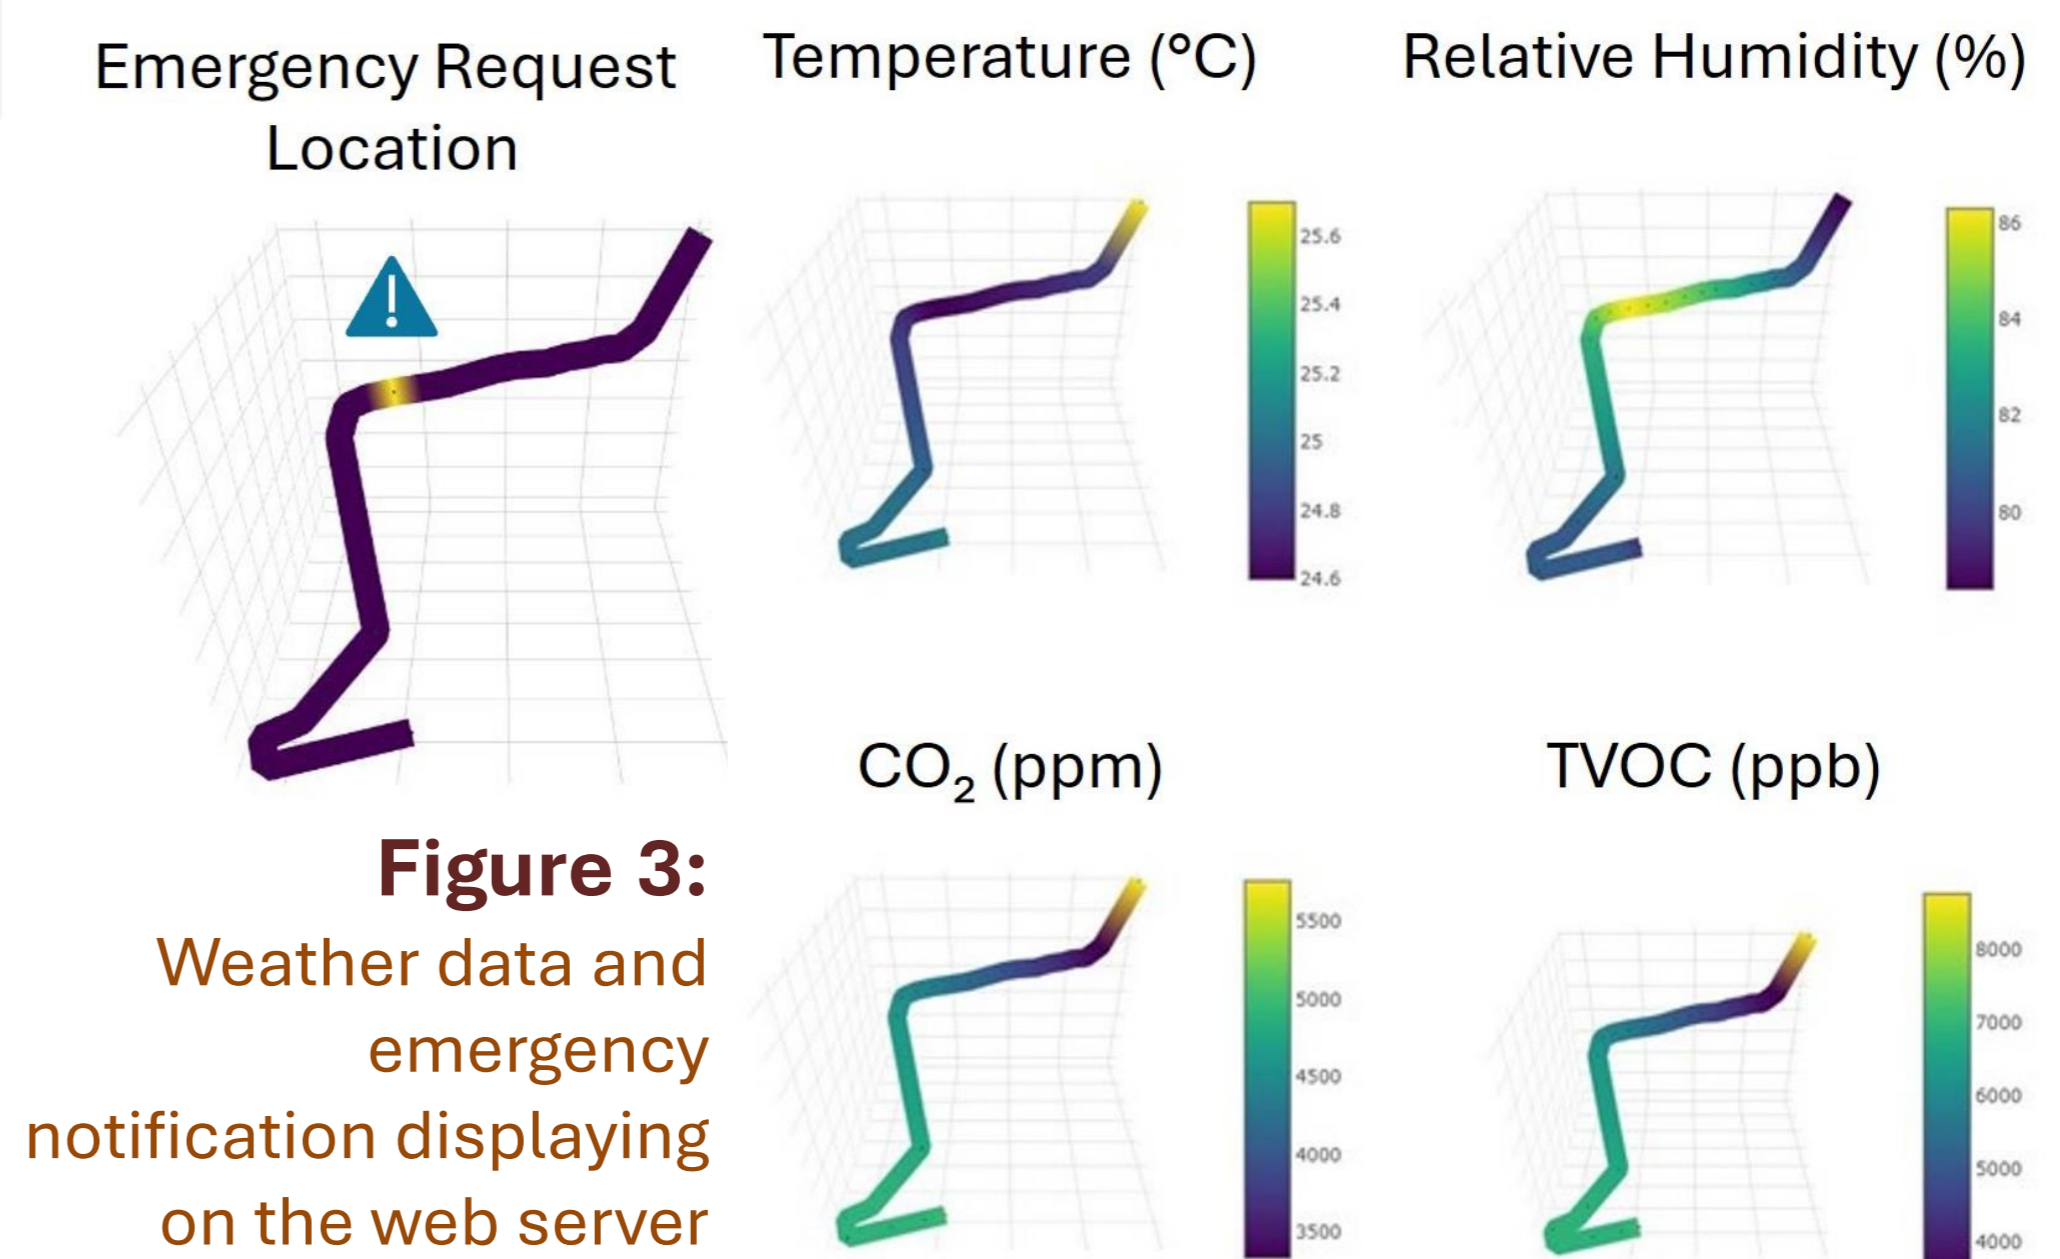 Emergency Request
Location
Temperature (°C)
25.6
25.4
25.2
25
24.8
24.6
Relative Humidity (%)
86
84
82
80
Figure 3:
Weather data and
emergency
notification displaying
on the web server
CO₂ (ppm)
5500
5000
4500
4000
3500
TVOC (ppb)
8000
7000
6000
5000
4000